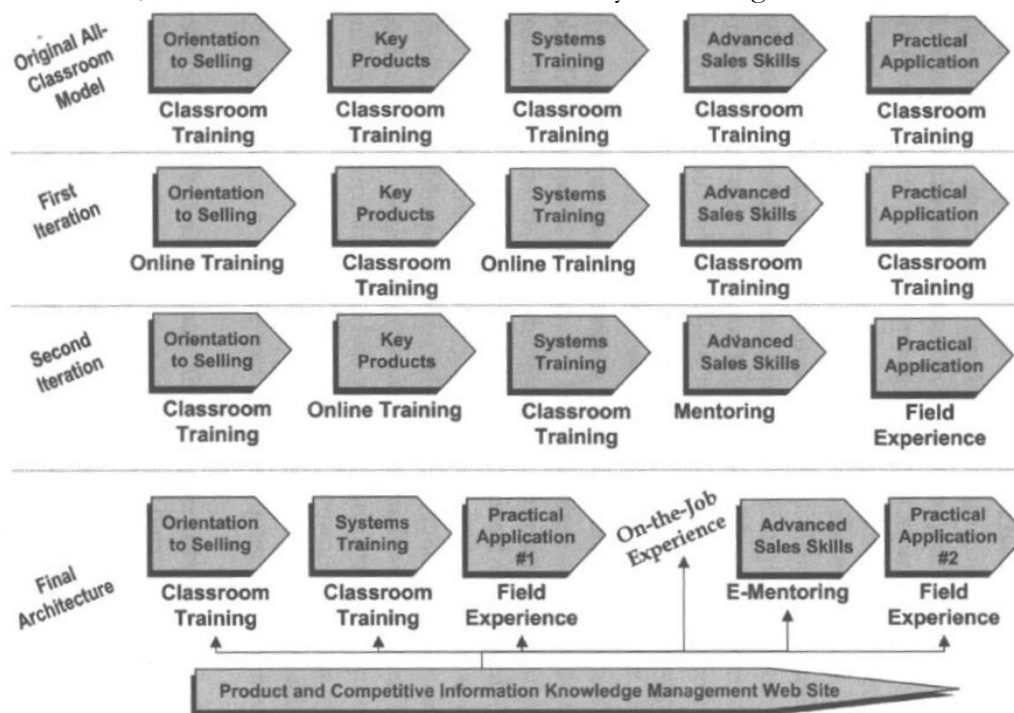 Original All-
Classroom
Model
Orientation
to Selling
Key
Products
Systems
Training
Advanced
Sales Skills
Practical
Application
Classroom
Training
Classroom
Training
Classroom
Training
Classroom
Training
Classroom
Training
First
Iteration
Orientation
to Selling
Key
Products
Systems
Training
Advanced
Sales Skills
Practical
Application
Online Training
Classroom
Training
Online Training
Classroom
Training
Classroom
Training
Second
Iteration
Orientation
to Selling
Key
Products
Systems
Training
Advanced
Sales Skills
Practical
Application
Classroom
Training
Online Training
Classroom
Training
Mentoring
Field
Experience
Final
Architecture
Orientation
to Selling
Systems
Training
Practical
Application
#1
On-the-Job
Experience
Advanced
Sales Skills
Practical
Application
#2
Classroom
Training
Classroom
Training
Field
Experience
E-Mentoring
Field
Experience
Product and Competitive Information Knowledge Management Web Site